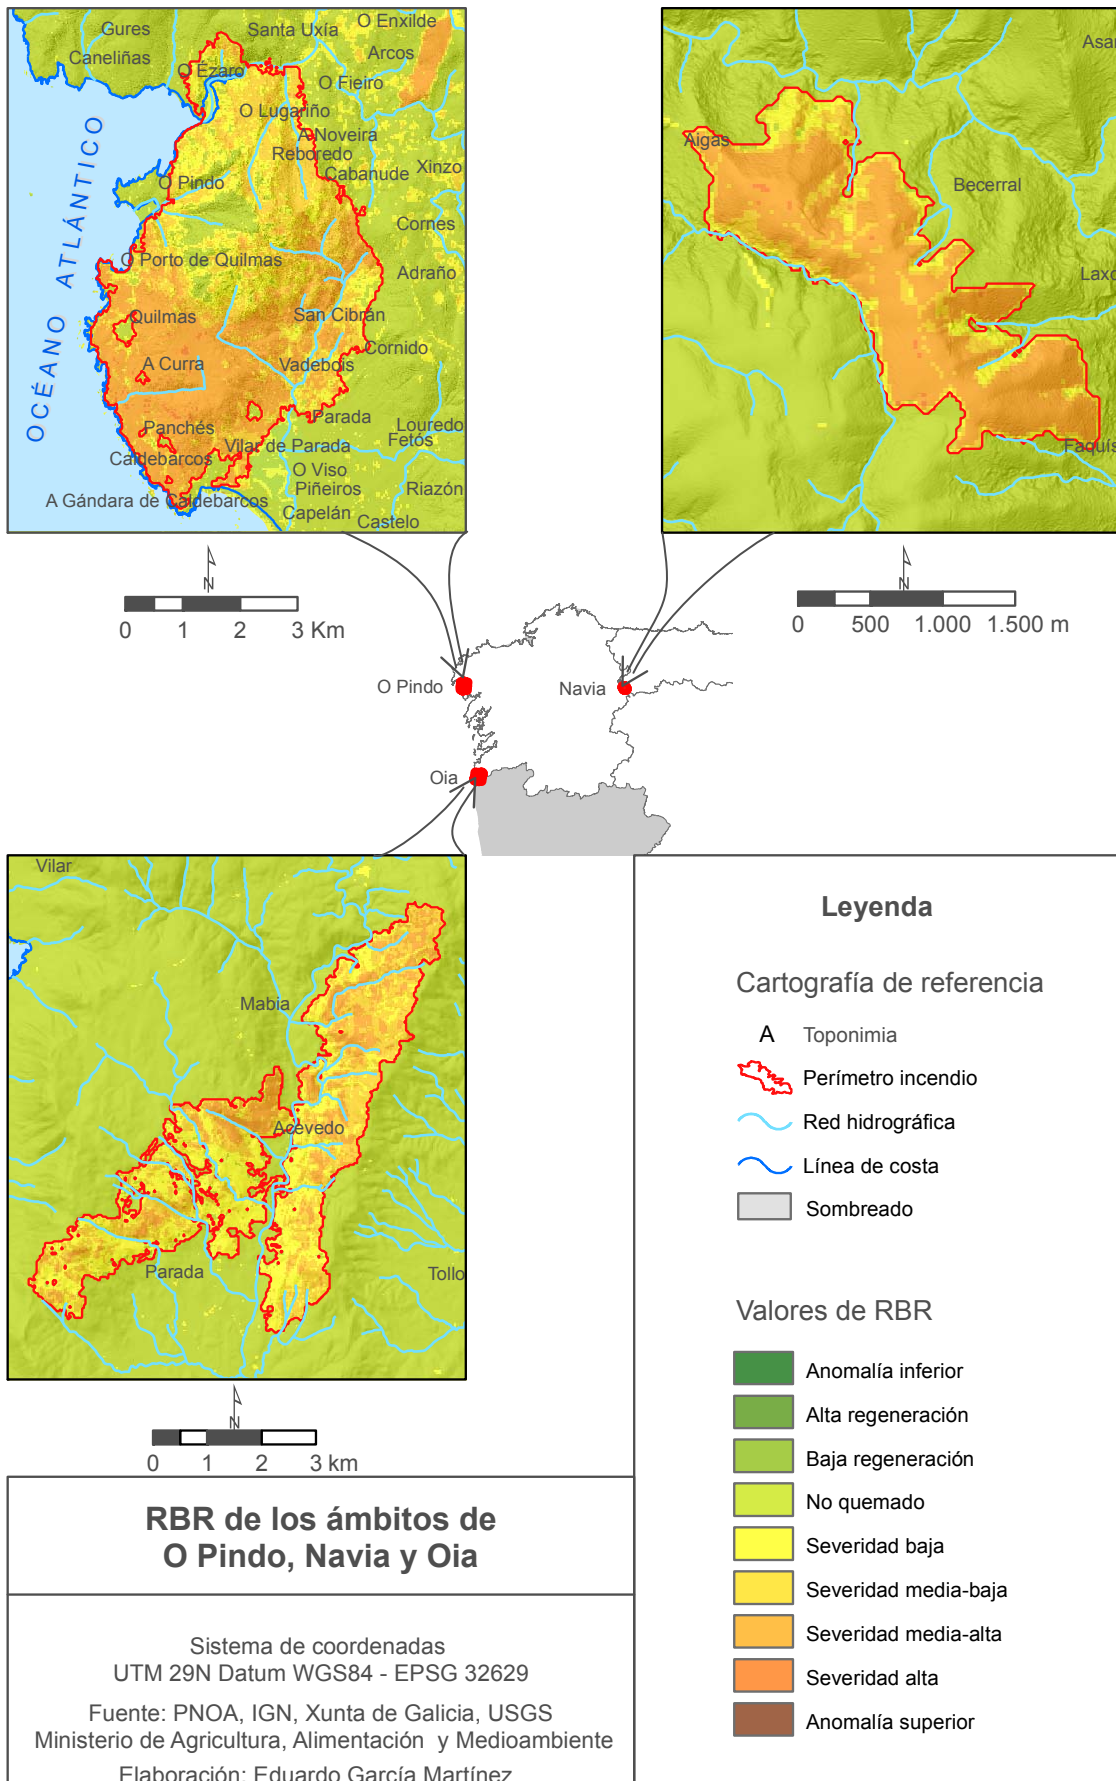 Gures
Caneliñas
Santa Uxía
O Enxilde
Arcos
O Ézaro
O Fieiro
O Lugariño
A Noveira
Reboredo
Cabanude
Xinzo
O Pindo
Cornes
O Porto de Quilmas
Adraño
Quilmas
San Cibrán
Cornido
A Curra
Vadebois
Parada
Panchés
Louredo
Vilar de Parada
Fetós
Caldebarcos
O Viso
Piñeiros
Riazón
A Gándara de Caldebarcos
Capelán
Castelo
OCÉANO ATLÁNTICO
N
0 1 2 3 Km
Asar
Aigas
Becerral
Laxo
Faquís
N
0 500 1.000 1.500 m
O Pindo
Navia
Oia
Vilar
Mabia
Acevedo
Parada
Tollo
N
0 1 2 3 km
RBR de los ámbitos de
O Pindo, Navia y Oia
Sistema de coordenadas
UTM 29N Datum WGS84 - EPSG 32629
Fuente: PNOA, IGN, Xunta de Galicia, USGS
Ministerio de Agricultura, Alimentación y Medioambiente
Elaboración: Eduardo García Martínez
Leyenda
Cartografía de referencia
A Toponimia
Perímetro incendio
Red hidrográfica
Línea de costa
Sombreado
Valores de RBR
Anomalía inferior
Alta regeneración
Baja regeneración
No quemado
Severidad baja
Severidad media-baja
Severidad media-alta
Severidad alta
Anomalía superior